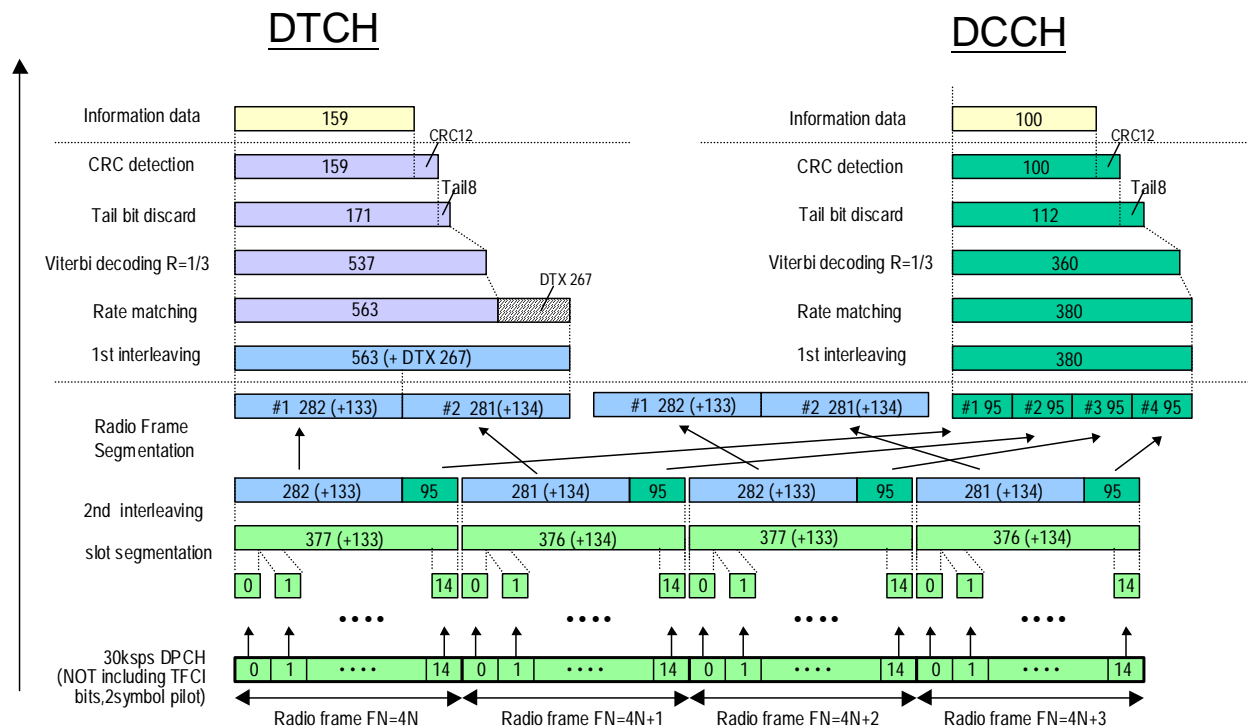 DTCH
DCCH
Information data
159
Information data
100
CRC12
CRC12
CRC detection
159
CRC detection
100
Tail8
Tail8
Tail bit discard
171
Tail bit discard
112
Viterbi decoding R=1/3
537
Viterbi decoding R=1/3
360
DTX 267
Rate matching
563
Rate matching
380
1st interleaving
563 (+ DTX 267)
1st interleaving
380
#1 282 (+133)
#2 281(+134)
#1 282 (+133)
#2 281(+134)
#1 95
#2 95
#3 95
#4 95
Radio Frame
Segmentation
282 (+133)
95
281 (+134)
95
282 (+133)
95
281 (+134)
95
2nd interleaving
377 (+133)
376 (+134)
377 (+133)
376 (+134)
slot segmentation
0
1
14
0
1
14
0
1
14
0
1
14
• • • •
• • • •
• • • •
• • • •
30ksps DPCH
(NOT including TFCI
bits,2symbol pilot)
0
1
• • • •
14
0
1
• • • •
14
0
1
• • • •
14
0
1
• • • •
14
Radio frame FN=4N
Radio frame FN=4N+1
Radio frame FN=4N+2
Radio frame FN=4N+3